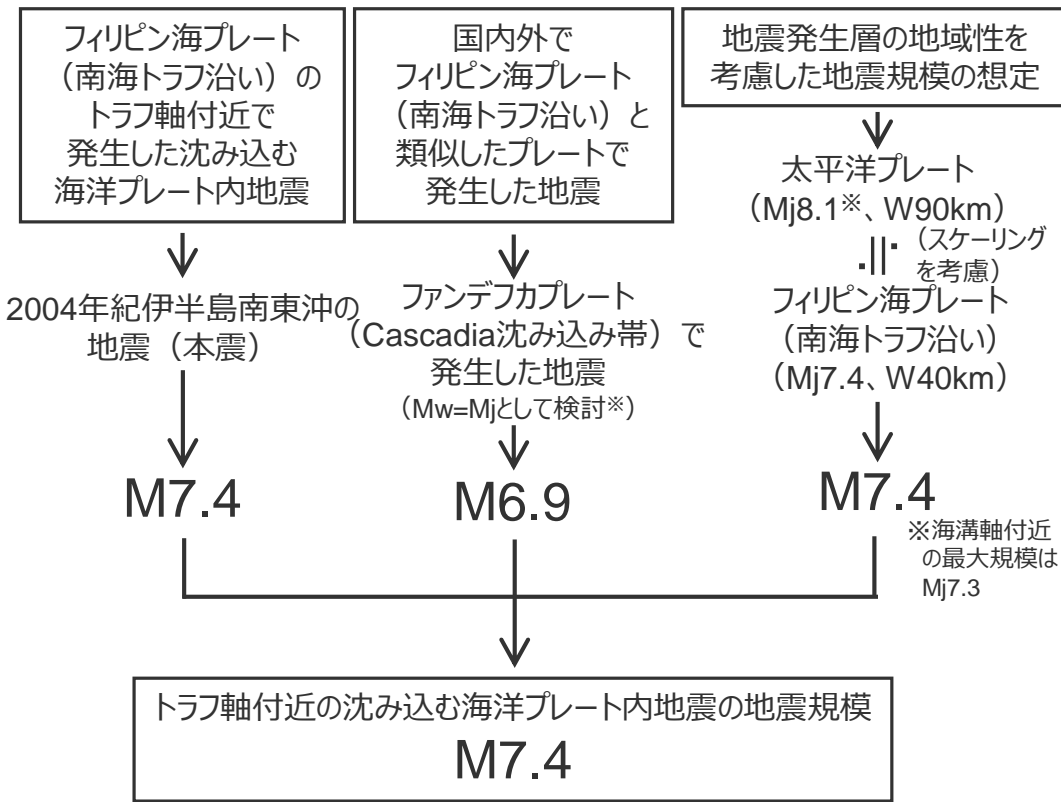 フィリピン海プレート
（南海トラフ沿い）の
トラフ軸付近で
発生した沈み込む
海洋プレート内地震
2004年紀伊半島南東沖の
地震（本震）
M7.4
国内外で
フィリピン海プレート
（南海トラフ沿い）と
類似したプレートで
発生した地震
ファンデフカプレート
（Cascadia沈み込み帯）で
発生した地震
（Mw=Mjとして検討※）
M6.9
地震発生層の地域性を
考慮した地震規模の想定
太平洋プレート
（Mj8.1※、W90km）
（スケーリング
を考慮）
フィリピン海プレート
（南海トラフ沿い）
（Mj7.4、W40km）
M7.4
※海溝軸付近
の最大規模は
Mj7.3
トラフ軸付近の沈み込む海洋プレート内地震の地震規模
M7.4